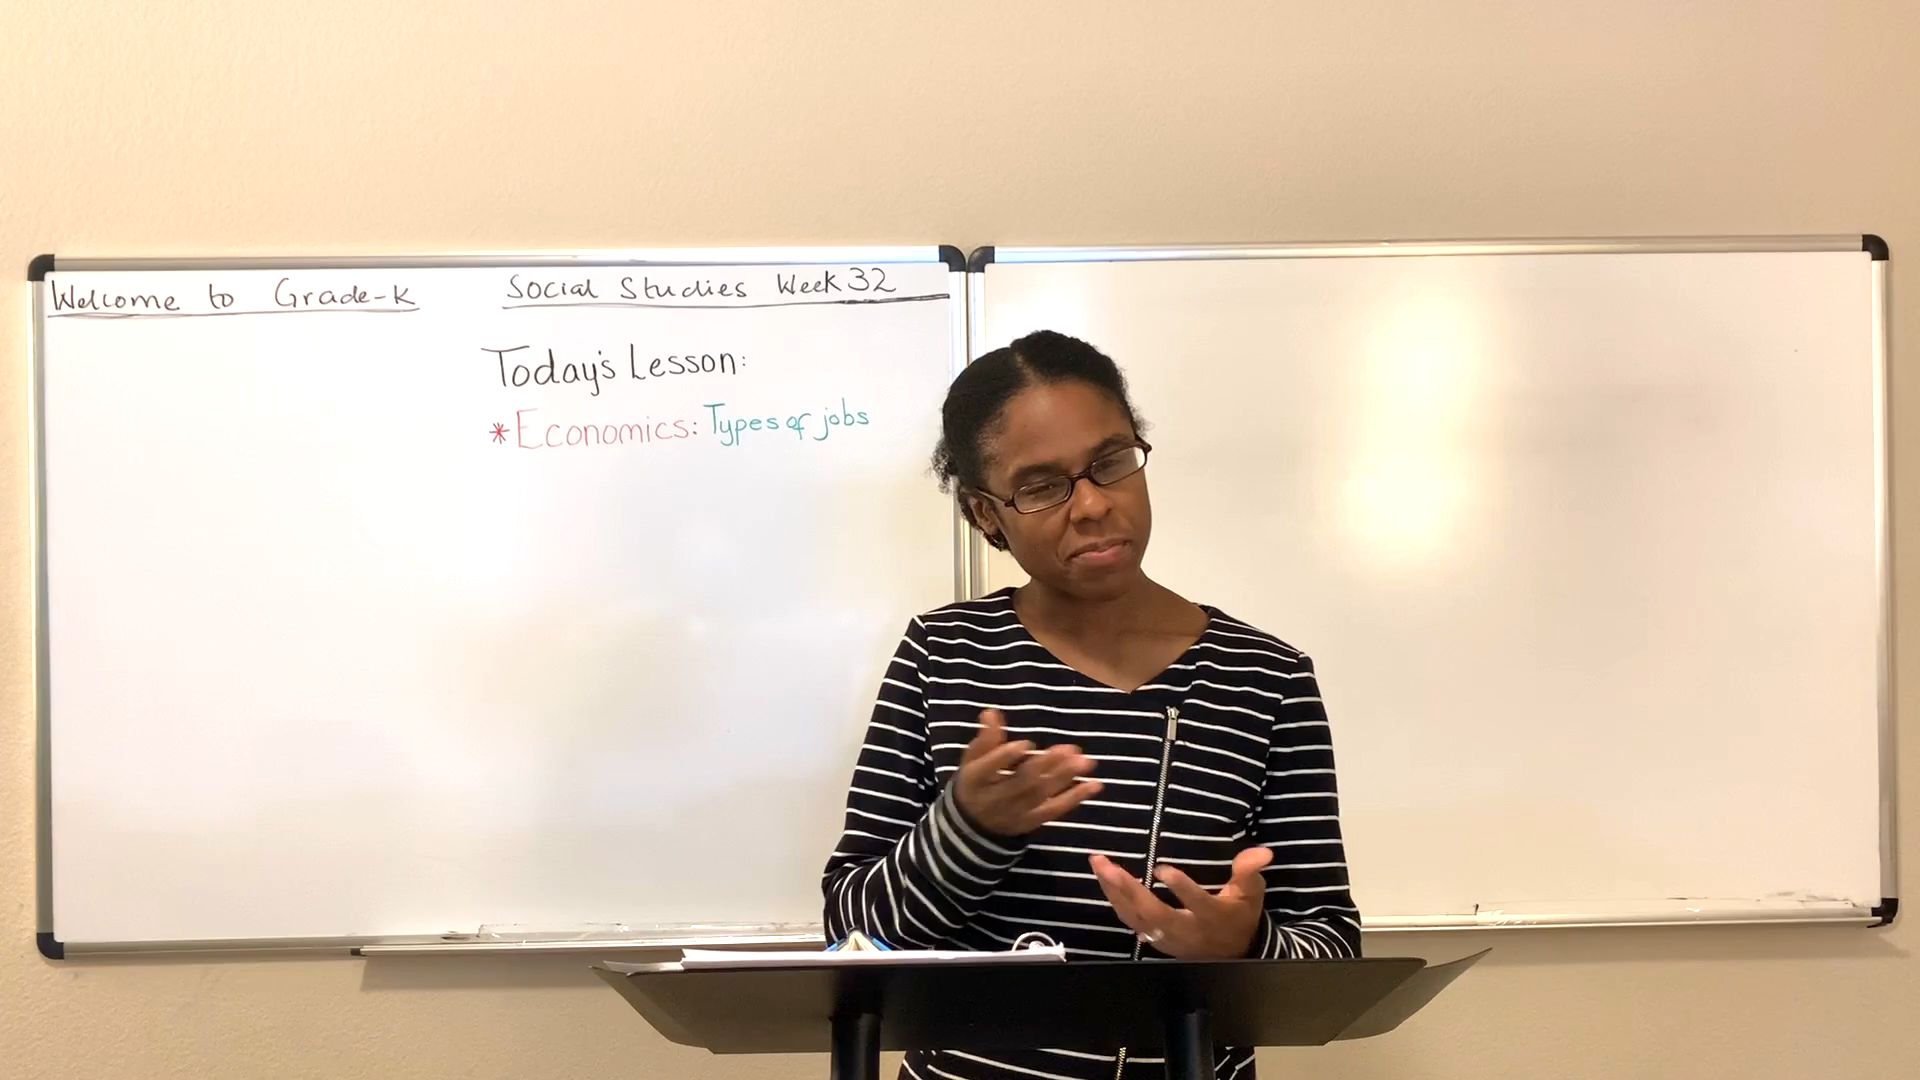 Welcome to Grade-K
Social Studies Week 32
Today's Lesson:
* Economics: Types of jobs